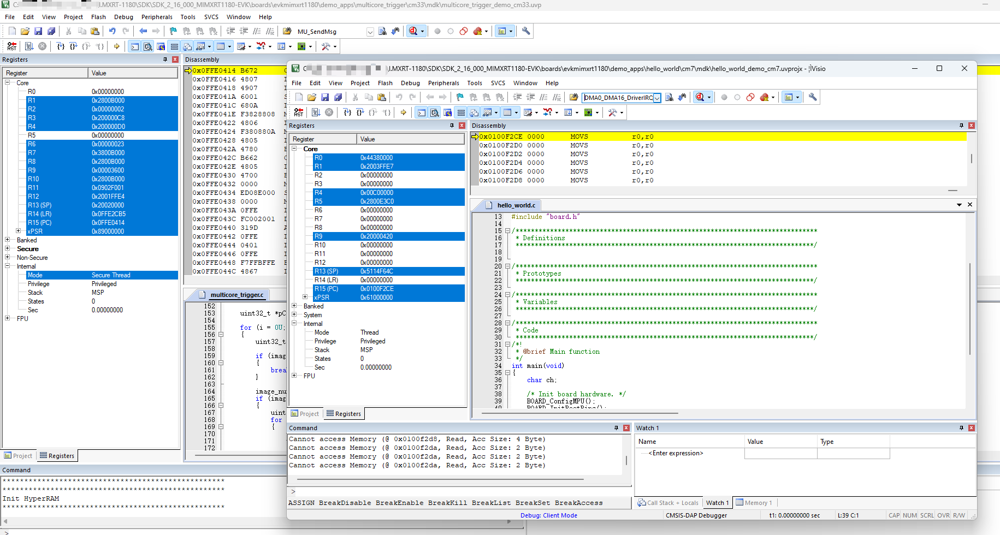 C:
I.MXRT-1180\SDK\SDK_2_16_000_MIMXRT1180-EVK\boards\evkmimxrt1180\demo_apps\multicore_trigger\cm33\mdk\multicore_trigger_demo_cm33.uvp
File Edit View Project Flash Debug Peripherals Tools SVCS Window Help
MU_SendMsg
RST
Registers
Register Value
Core
R0 0x00000000
R1 0x2800B000
R2 0x00000002
R3 0x200000C8
R4 0x200000D0
R5 0x00000000
R6 0x00000023
R7 0x3800B000
R8 0x2800B000
R9 0x00003600
R10 0x2800B000
R11 0x0902F001
R12 0x2001FFE4
R13 (SP) 0x20020000
R14 (LR) 0x0FFE2CB5
R15 (PC) 0x0FFE0414
xPSR 0x89000000
Banked
Secure
Non-Secure
Internal
Mode Secure Thread
Privilege Privileged
Stack MSP
States 0
Sec 0.00000000
FPU
Project Registers
Disassembly
0x0FFE0414 B672
0x0FFE0416 4807
0x0FFE0418 4907
0x0FFE041A 6001
0x0FFE041C 680A
0x0FFE041E F3828808
0x0FFE0422 4806
0x0FFE0424 F380880A
0x0FFE0428 4805
0x0FFE042A 4780
0x0FFE042C B662
0x0FFE042E 4805
0x0FFE0430 4700
0x0FFE0432 0000
0x0FFE0434 ED08E000
0x0FFE0438 0000
0x0FFE043A 0FFE
0x0FFE043C FC002001
0x0FFE0440 319D
0x0FFE0442 0FFE
0x0FFE0444 0401
0x0FFE0446 0FFE
0x0FFE0448 F7FFBFFE
0x0FFE044C 4867
multicore_trigger.c
152
153 uint32_t *pC
154
155 for (i = 0U;
156 {
157 uint32_t
158
159 if (imag
160 {
161 brea
162 }
163
164 image_nu
165 if (imag
166 {
167 uint
168 for
169 {
170
171
172
Command
***************************************************
***************************************************
Init HyperRAM
***************************************************
>
C
I.MXRT-1180\SDK\SDK_2_16_000_MIMXRT1180-EVK\boards\evkmimxrt1180\demo_apps\hello_world\cm7\mdk\hello_world_demo_cm7.uvprojx - ¦ÌVisio
File Edit View Project Flash Debug Peripherals Tools SVCS Window Help
DMA0_DMA16_DriverIRQ
RST
Registers
Register Value
Core
R0 0x44380000
R1 0x2003FFE7
R2 0x00000000
R3 0x00000000
R4 0x00C00000
R5 0x2800E3C0
R6 0x00000000
R7 0x00000000
R8 0x00000000
R9 0x20000420
R10 0x00000000
R11 0x00000000
R12 0x00000000
R13 (SP) 0x5114F64C
R14 (LR) 0x00000000
R15 (PC) 0x0100F2CE
xPSR 0x61000000
Banked
System
Internal
Mode Thread
Privilege Privileged
Stack MSP
States 0
Sec 0.00000000
FPU
Project Registers
Disassembly
0x0100F2CE 0000 MOVS r0,r0
0x0100F2D0 0000 MOVS r0,r0
0x0100F2D2 0000 MOVS r0,r0
0x0100F2D4 0000 MOVS r0,r0
0x0100F2D6 0000 MOVS r0,r0
0x0100F2D8 0000 MOVS r0,r0
hello_world.c
13 #include "board.h"
14
15 /*******************************************************************************
16 * Definitions
17 ******************************************************************************/
18
19
20 /*******************************************************************************
21 * Prototypes
22 ******************************************************************************/
23
24 /*******************************************************************************
25 * Variables
26 ******************************************************************************/
27
28 /*******************************************************************************
29 * Code
30 ******************************************************************************/
31 /*!
32 * @brief Main function
33 */
34 int main(void)
35 {
36 char ch;
37
38 /* Init board hardware. */
39 BOARD_ConfigMPU();
40 BOARD_InitBootPins();
Command
Cannot access Memory (@ 0x0100f2d8, Read, Acc Size: 4 Byte)
Cannot access Memory (@ 0x0100f2da, Read, Acc Size: 2 Byte)
Cannot access Memory (@ 0x0100f2da, Read, Acc Size: 2 Byte)
Cannot access Memory (@ 0x0100f2da, Read, Acc Size: 2 Byte)
>
ASSIGN BreakDisable BreakEnable BreakKill BreakList BreakSet BreakAccess
Watch 1
Name Value Type
<Enter expression>
Call Stack + Locals Watch 1 Memory 1
Debug: Client Mode CMSIS-DAP Debugger t1: 0.00000000 sec L:39 C:1 CAP NUM SCRL OVR R/W